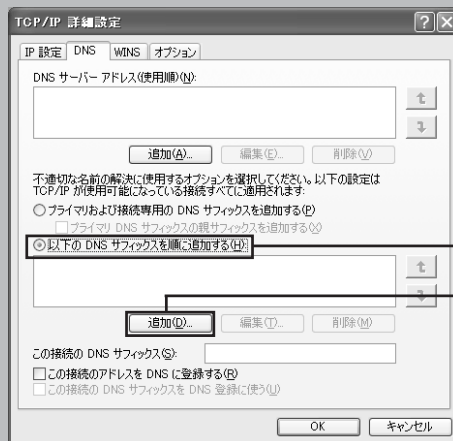 TCP/IP 詳細設定
IP 設定 DNS WINS オプション
DNS サーバー アドレス(使用順)(N):
追加(A)... 編集(E)... 削除(V)
不適切な名前の解決に使用するオプションを選択してください。以下の設定は
TCP/IP が使用可能になっている接続すべてに適用されます:
プライマリおよび接続専用の DNS サフィックスを追加する(P)
プライマリ DNS サフィックスの親サフィックスを追加する(X)
以下の DNS サフィックスを順に追加する(H):
追加(D)... 編集(T)... 削除(M)
この接続の DNS サフィックス(S):
この接続のアドレスを DNS に登録する(R)
この接続の DNS サフィックスを DNS 登録に使う(U)
OK キャンセル